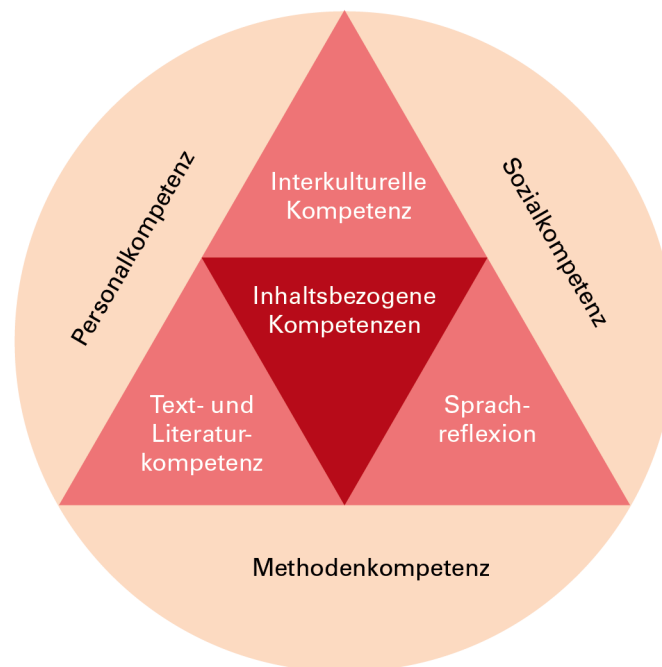 Personalkompetenz
Sozialkompetenz
Interkulturelle
Kompetenz
Inhaltsbezogene
Kompetenzen
Text- und
Literatur-
kompetenz
Sprach-
reflexion
Methodenkompetenz